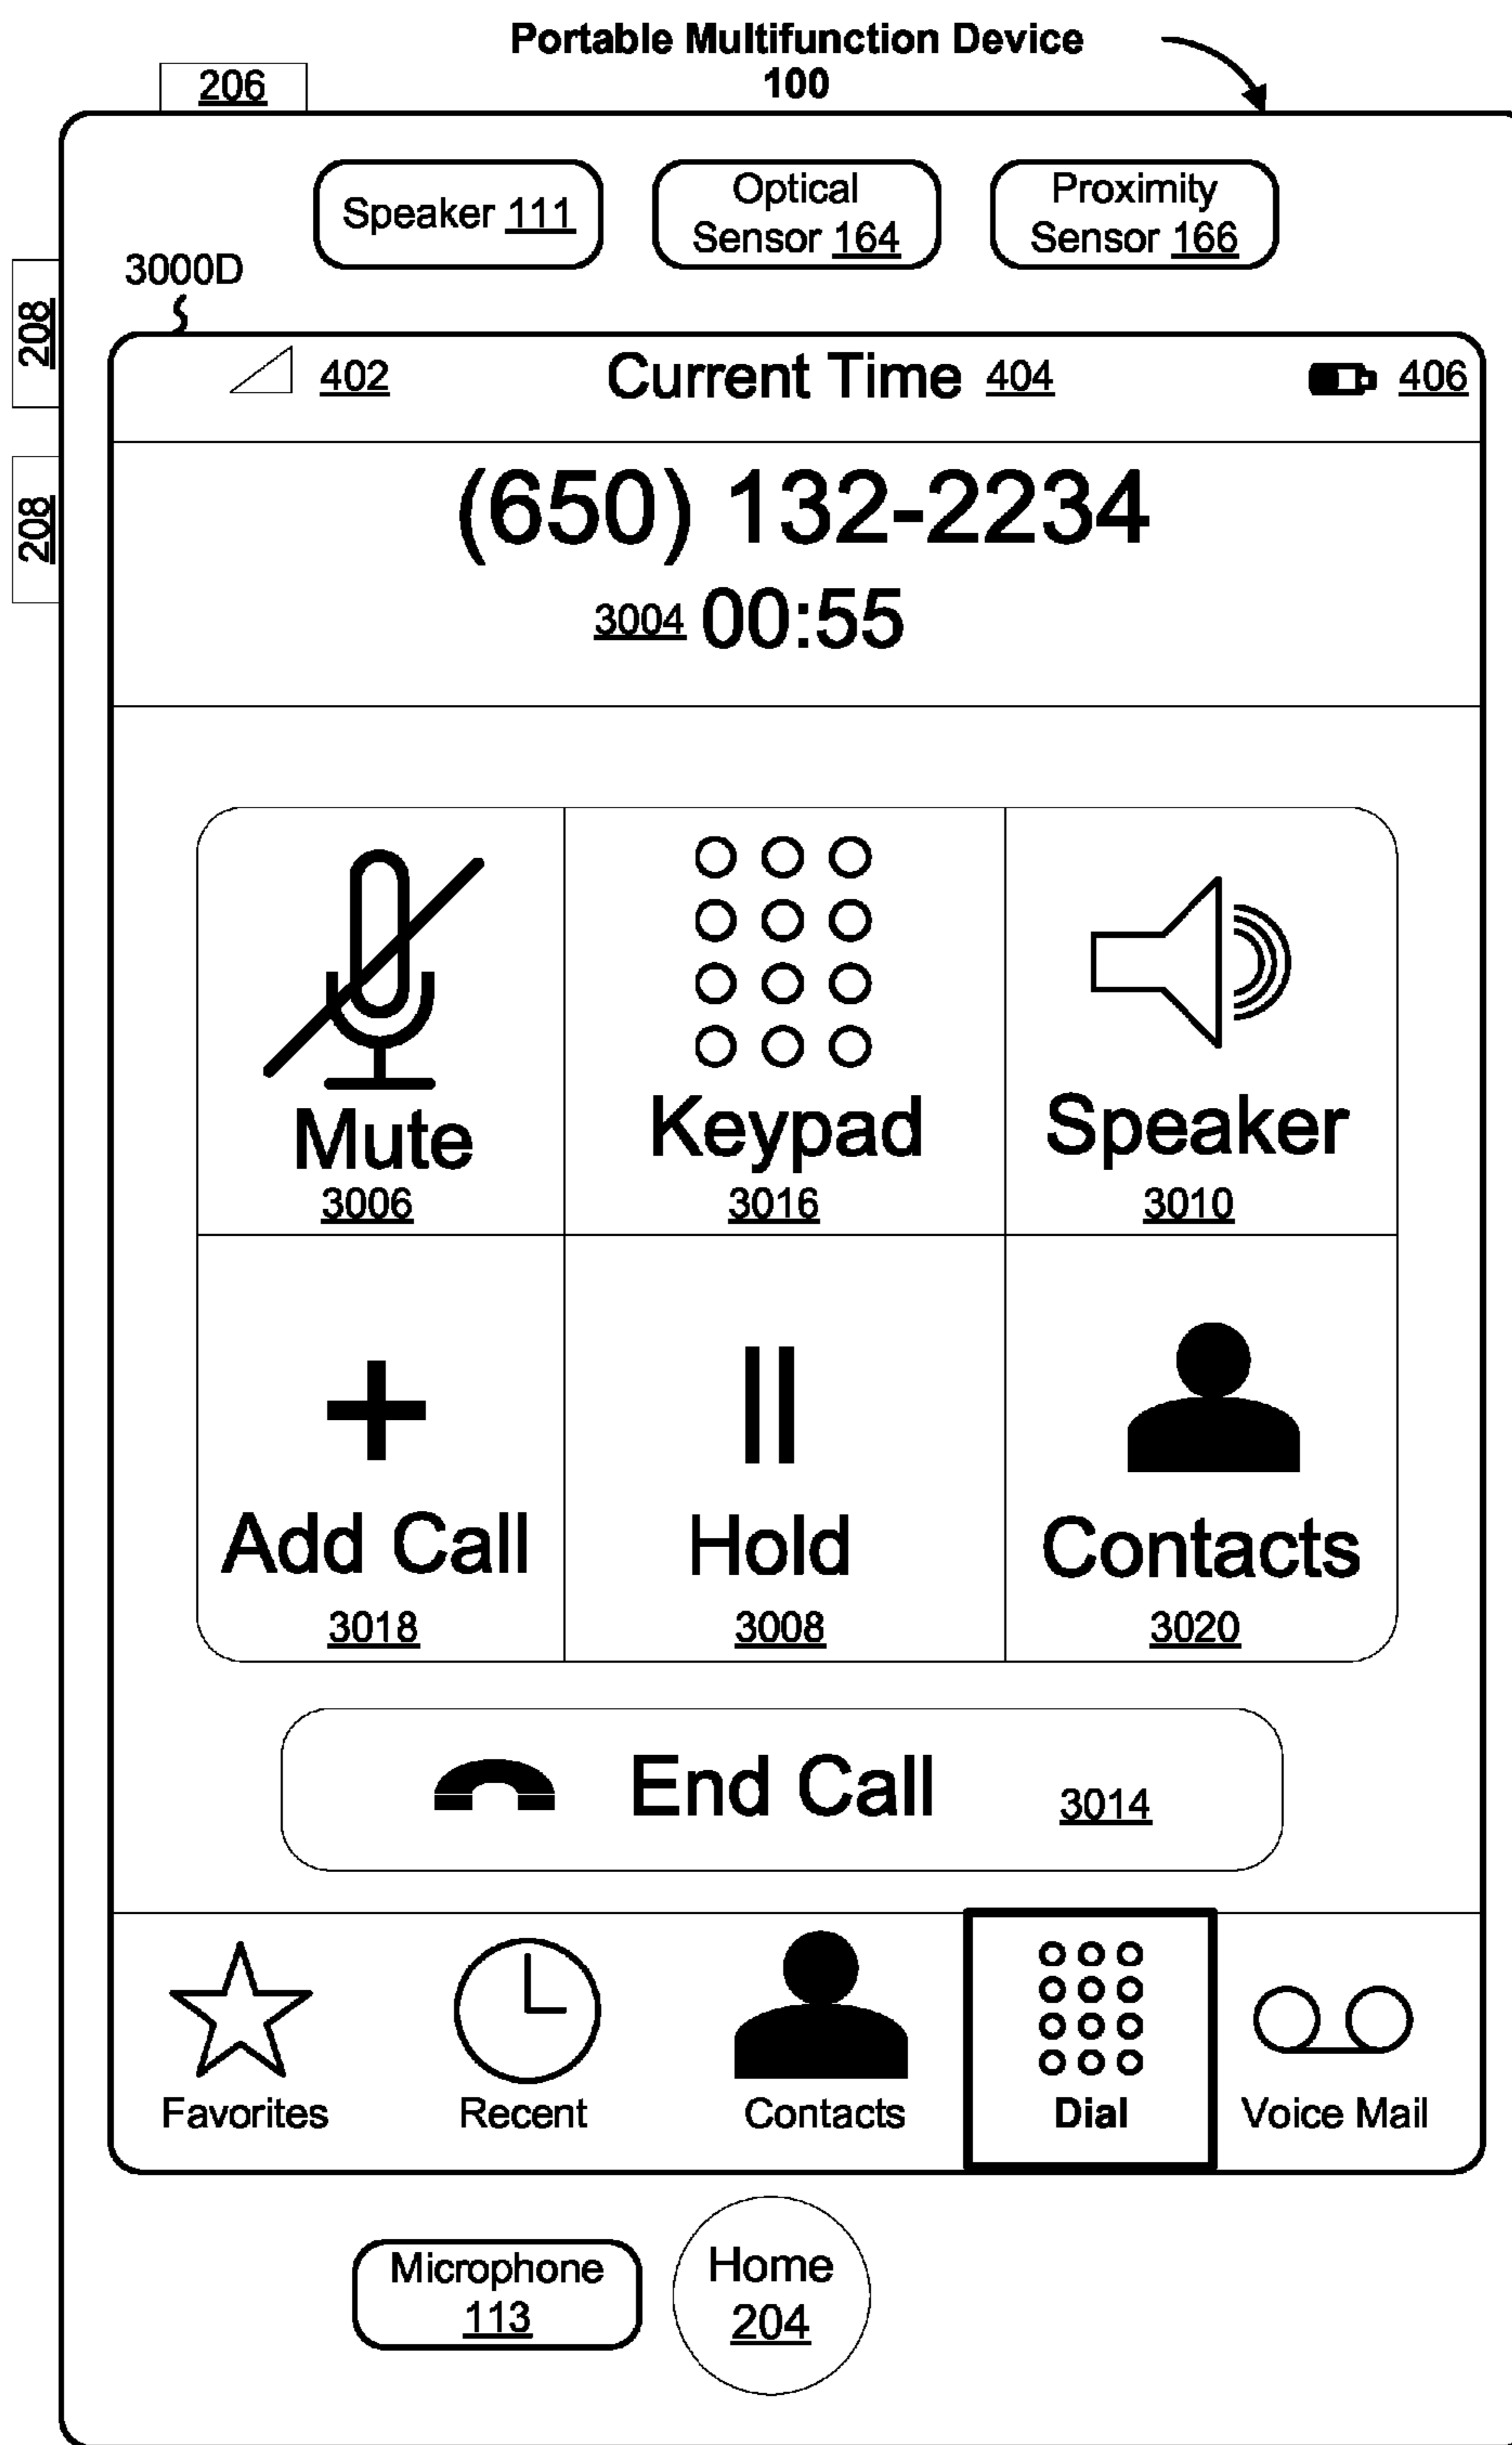 Portable Multifunction Device
100
206
Speaker 111
Optical
Sensor 164
Proximity
Sensor 166
3000D
208
402
Current Time 404
406
208
(650) 132-2234
3004 00:55
Mute
3006
Keypad
3016
Speaker
3010
Add Call
3018
Hold
3008
Contacts
3020
End Call 3014
Favorites
Recent
Contacts
Dial
Voice Mail
Microphone
113
Home
204